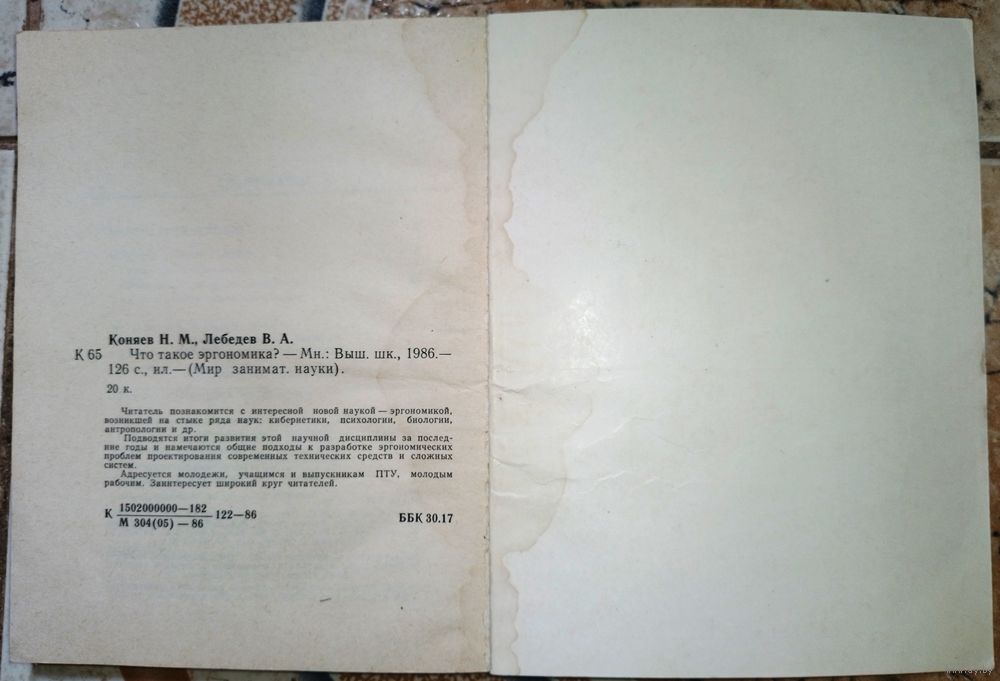 Коняев Н. М., Лебедев В. А.
К 65 Что такое эргономика? — Мн.: Выш. шк., 1986.—
126 с., ил.—(Мир занимат. науки).
20 к.
Читатель познакомится с интересной новой наукой — эргономикой,
возникшей на стыке ряда наук: кибернетики, психологии, биологии,
антропологии и др.
Подводятся итоги развития этой научной дисциплины за послед-
ние годы и намечаются общие подходы к разработке эргономических
проблем проектирования современных технических средств и сложных
систем.
Адресуется молодежи, учащимся и выпускникам ПТУ, молодым
рабочим. Заинтересует широкий круг читателей.
1502000000—182
К 122—86 ББК 30.17
М 304(05) — 86